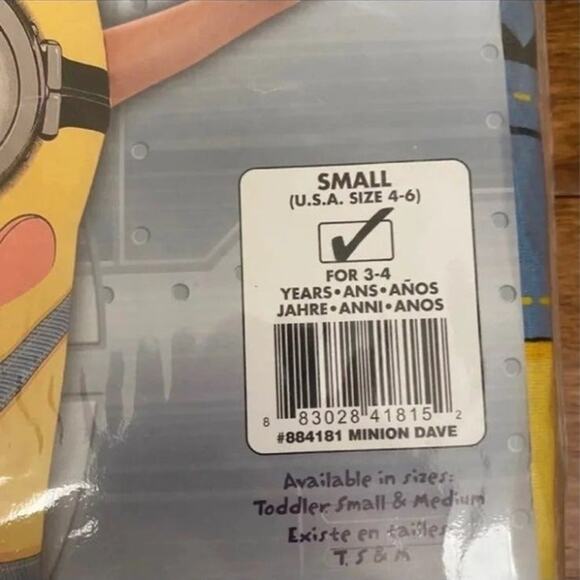 SMALL
(U.S.A. SIZE 4-6)
FOR 3-4
YEARS•ANS•AÑOS
JAHRE•ANNI•ANOS
8 83028 41815 2
#884181 MINION DAVE
Available in sizes:
Toddler Small & Medium
Existe en tailles
T, S & M